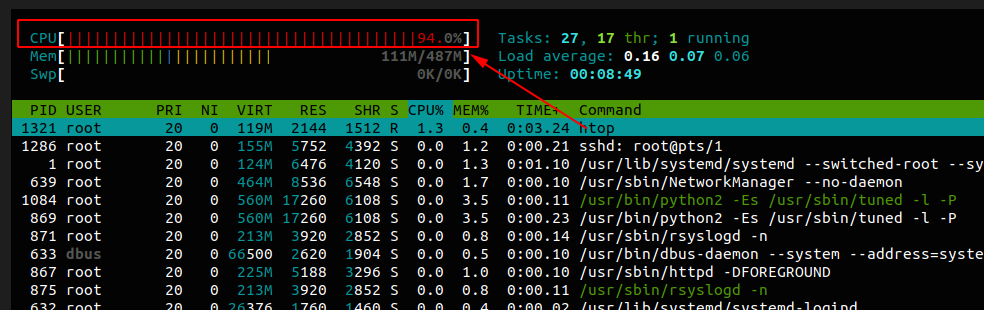 CPU[||||||||||||||||||||||||||||||||||||||||94.0%] Tasks: 27, 17 thr; 1 running
Mem[|||||||||||||||||||||||| 111M/487M] Load average: 0.16 0.07 0.06
Swp[ 0K/0K] Uptime: 00:08:49
PID USER PRI NI VIRT RES SHR S CPU% MEM% TIME+ Command
1321 root 20 0 119M 2144 1512 R 1.3 0.4 0:03.24 htop
1286 root 20 0 155M 5752 4392 S 0.0 1.2 0:00.21 sshd: root@pts/1
1 root 20 0 124M 6476 4120 S 0.0 1.3 0:01.10 /usr/lib/systemd/systemd --switched-root --sy
639 root 20 0 464M 8536 6548 S 0.0 1.7 0:00.10 /usr/sbin/NetworkManager --no-daemon
1084 root 20 0 560M 17260 6108 S 0.0 3.5 0:00.11 /usr/bin/python2 -Es /usr/sbin/tuned -l -P
869 root 20 0 560M 17260 6108 S 0.0 3.5 0:00.23 /usr/bin/python2 -Es /usr/sbin/tuned -l -P
871 root 20 0 213M 3920 2852 S 0.0 0.8 0:00.14 /usr/sbin/rsyslogd -n
633 dbus 20 0 66500 2620 1904 S 0.0 0.5 0:00.10 /usr/bin/dbus-daemon --system --address=syste
867 root 20 0 225M 5188 3296 S 0.0 1.0 0:00.10 /usr/sbin/httpd -DFOREGROUND
875 root 20 0 213M 3920 2852 S 0.0 0.8 0:00.11 /usr/sbin/rsyslogd -n
632 root 20 0 26376 1760 1460 S 0.0 0.4 0:00.02 /usr/lib/systemd/systemd-logind